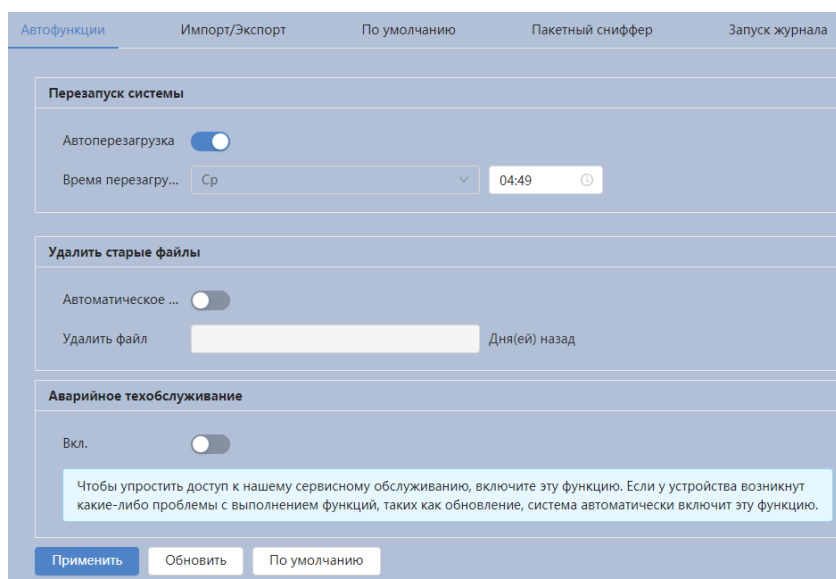 Автофункции Импорт/Экспорт По умолчанию Пакетный сниффер Запуск журнала
Перезапуск системы
Автоперезагрузка
Время перезагру... Ср 04:49
Удалить старые файлы
Автоматическое ...
Удалить файл Дня(ей) назад
Аварийное техобслуживание
Вкл.
Чтобы упростить доступ к нашему сервисному обслуживанию, включите эту функцию. Если у устройства возникнут
какие-либо проблемы с выполнением функций, таких как обновление, система автоматически включит эту функцию.
Применить Обновить По умолчанию